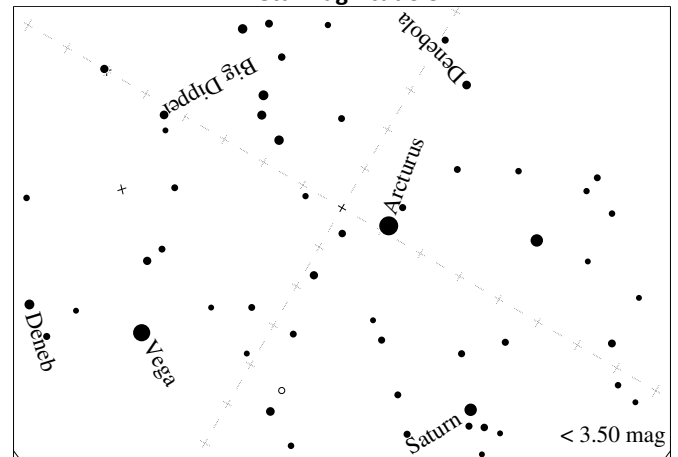 Denebola
Big Dipper
Arcturus
Deneb
Vega
Saturn
< 3.50 mag